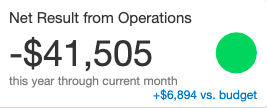 Net Result from Operations
-$41,505
this year through current month
+$6,894 vs. budget